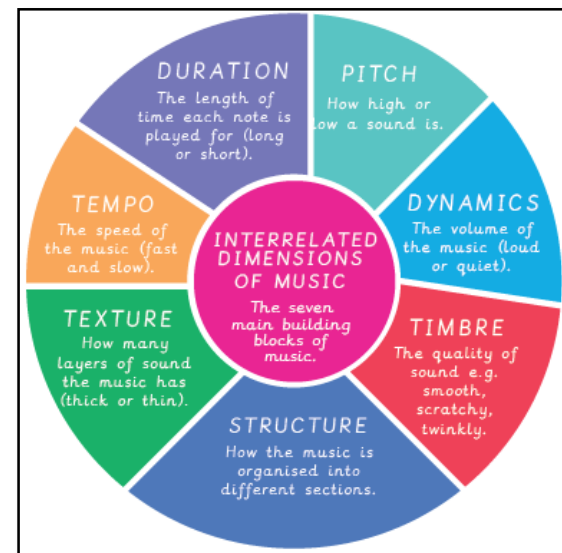 DURATION
The length of
time each note is
played for (long
or short).
PITCH
How high or
low a sound is.
DYNAMICS
The volume of
the music (loud
or quiet).
TIMBRE
The quality of
sound e.g.
smooth,
scratchy,
twinkly.
STRUCTURE
How the music is
organised into
different sections.
TEXTURE
How many
layers of sound
the music has
(thick or thin).
TEMPO
The speed of
the music (fast
and slow).
INTERRELATED
DIMENSIONS
OF MUSIC
The seven
main building
blocks of
music.